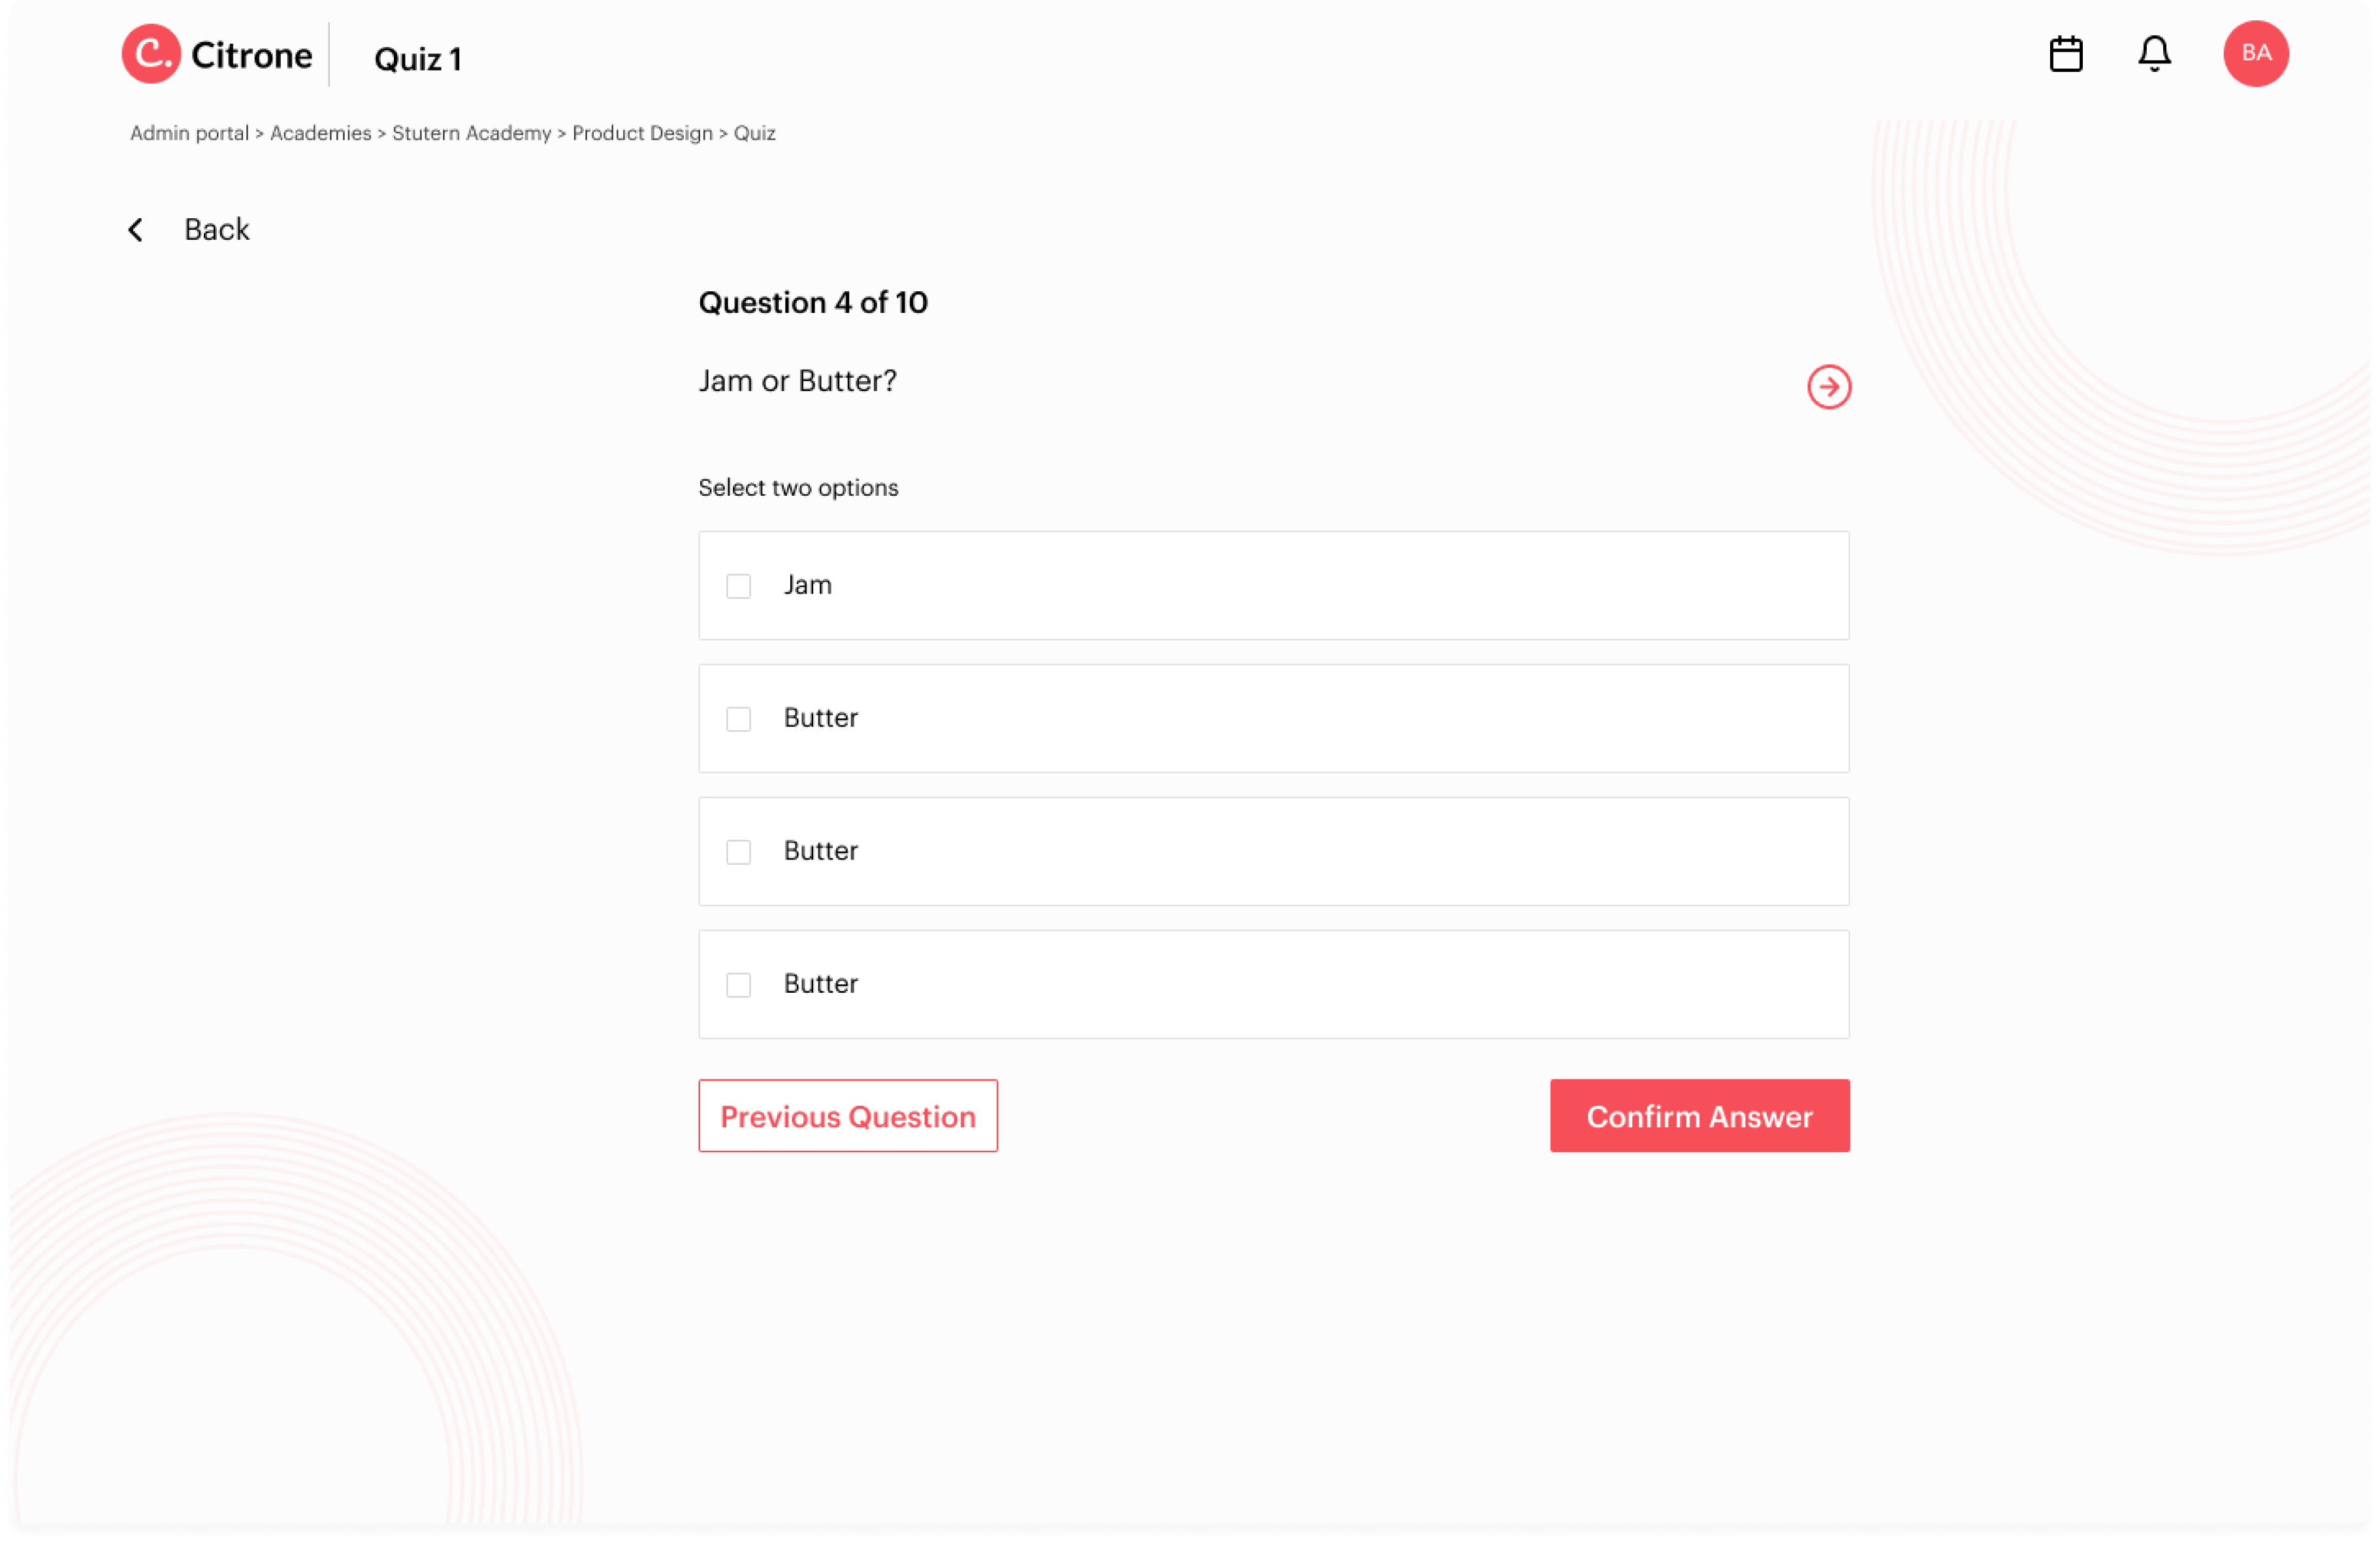 C. Citrone Quiz 1 BA
Admin portal > Academies > Stutern Academy > Product Design > Quiz
Back
Question 4 of 10
Jam or Butter?
Select two options
Jam
Butter
Butter
Butter
Previous Question Confirm Answer